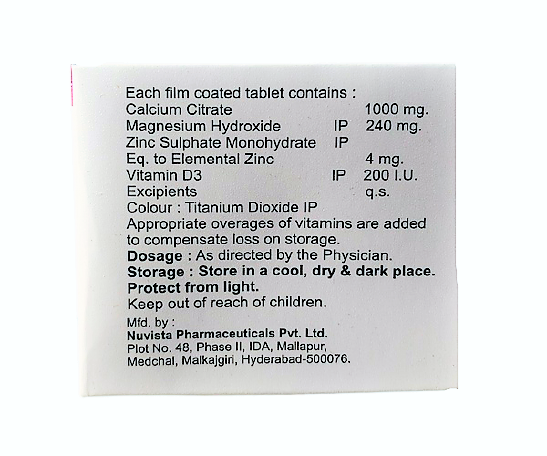 Each film coated tablet contains :
Calcium Citrate 1000 mg.
Magnesium Hydroxide IP 240 mg.
Zinc Sulphate Monohydrate IP
Eq. to Elemental Zinc 4 mg.
Vitamin D3 IP 200 I.U.
Excipients q.s.
Colour : Titanium Dioxide IP
Appropriate overages of vitamins are added
to compensate loss on storage.
Dosage : As directed by the Physician.
Storage : Store in a cool, dry & dark place.
Protect from light.
Keep out of reach of children.
Mfd. by :
Nuvista Pharmaceuticals Pvt. Ltd.
Plot No. 48, Phase II, IDA, Mallapur,
Medchal, Malkajgiri, Hyderabad-500076.